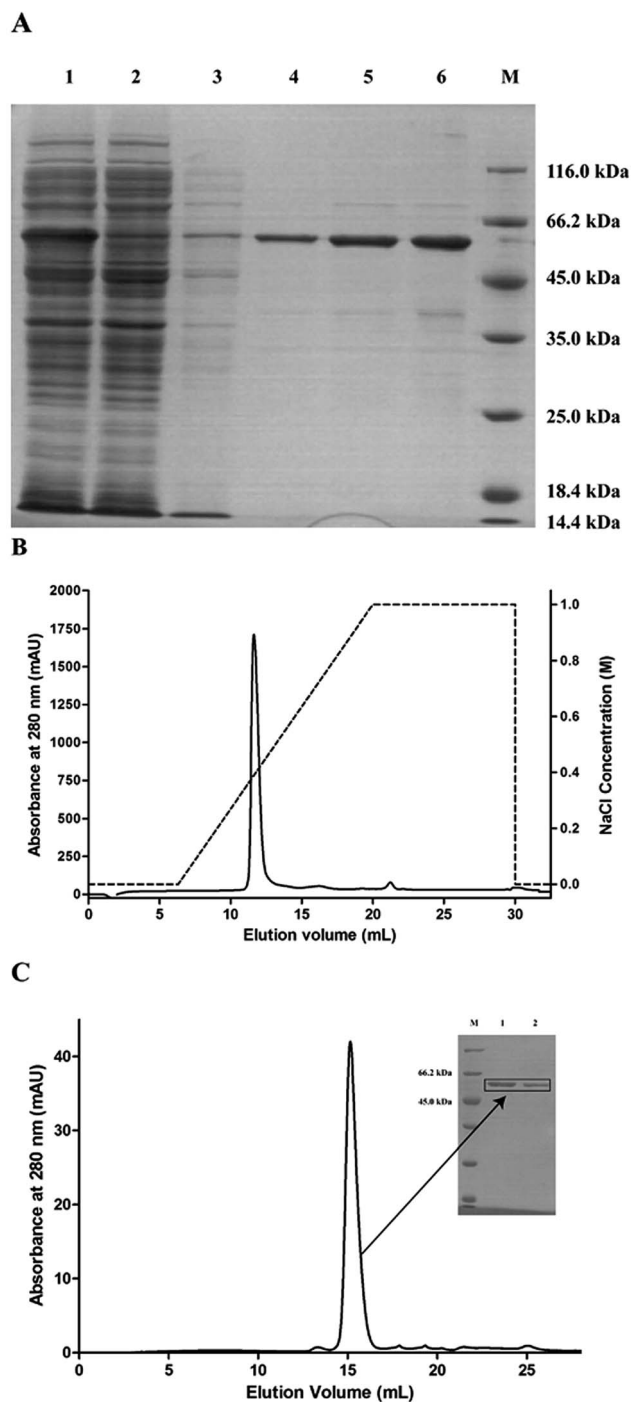 A
1 2 3 4 5 6 M
116.0 kDa
66.2 kDa
45.0 kDa
35.0 kDa
25.0 kDa
18.4 kDa
14.4 kDa
B
Absorbance at 280 nm (mAU)
2000
1750
1500
1250
1000
750
500
250
0
0 5 10 15 20 25 30
Elution volume (mL)
1.0
0.8
0.6
0.4
0.2
0.0
NaCl Concentration (M)
C
Absorbance at 280 nm (mAU)
40
30
20
10
0
0 5 10 15 20 25
Elution Volume (mL)
M 1 2
66.2 kDa
45.0 kDa